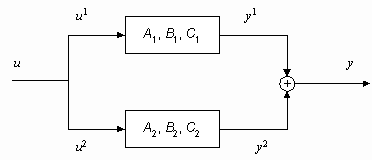 u¹ y¹
A₁, B₁, C₁
u + y
A₂, B₂, C₂
u² y²